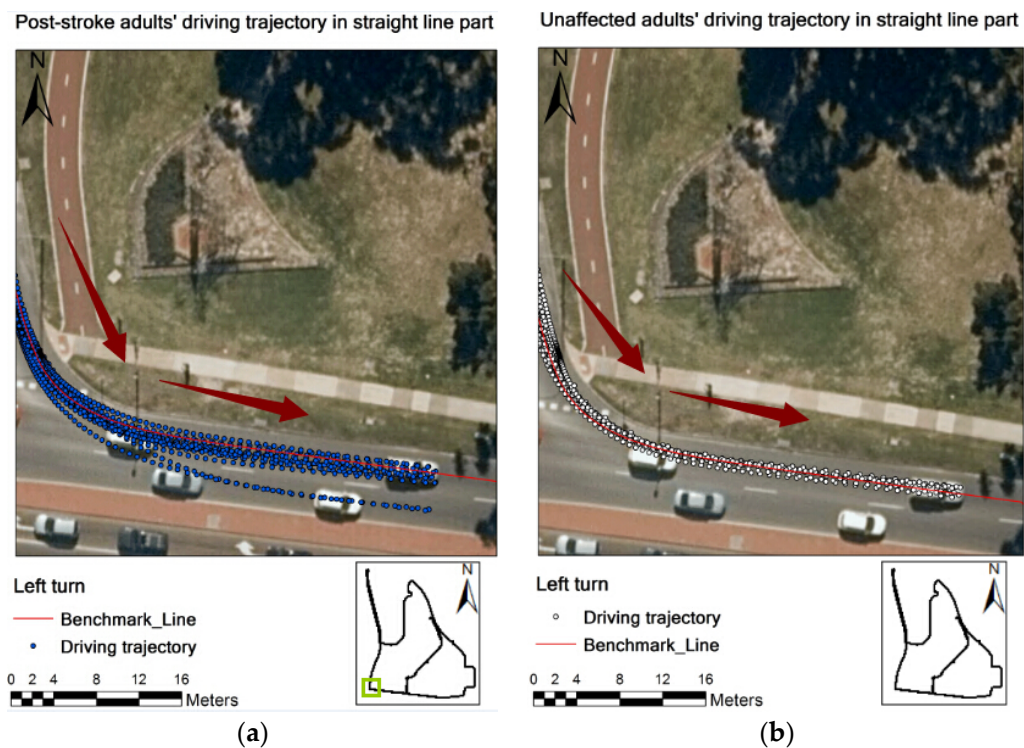 Post-stroke adults' driving trajectory in straight line part
N
Left turn
Benchmark_Line
Driving trajectory
0 2 4 8 12 16
Meters
N
(a)
Unaffected adults' driving trajectory in straight line part
N
Left turn
Driving trajectory
Benchmark_Line
0 2 4 8 12 16
Meters
N
(b)